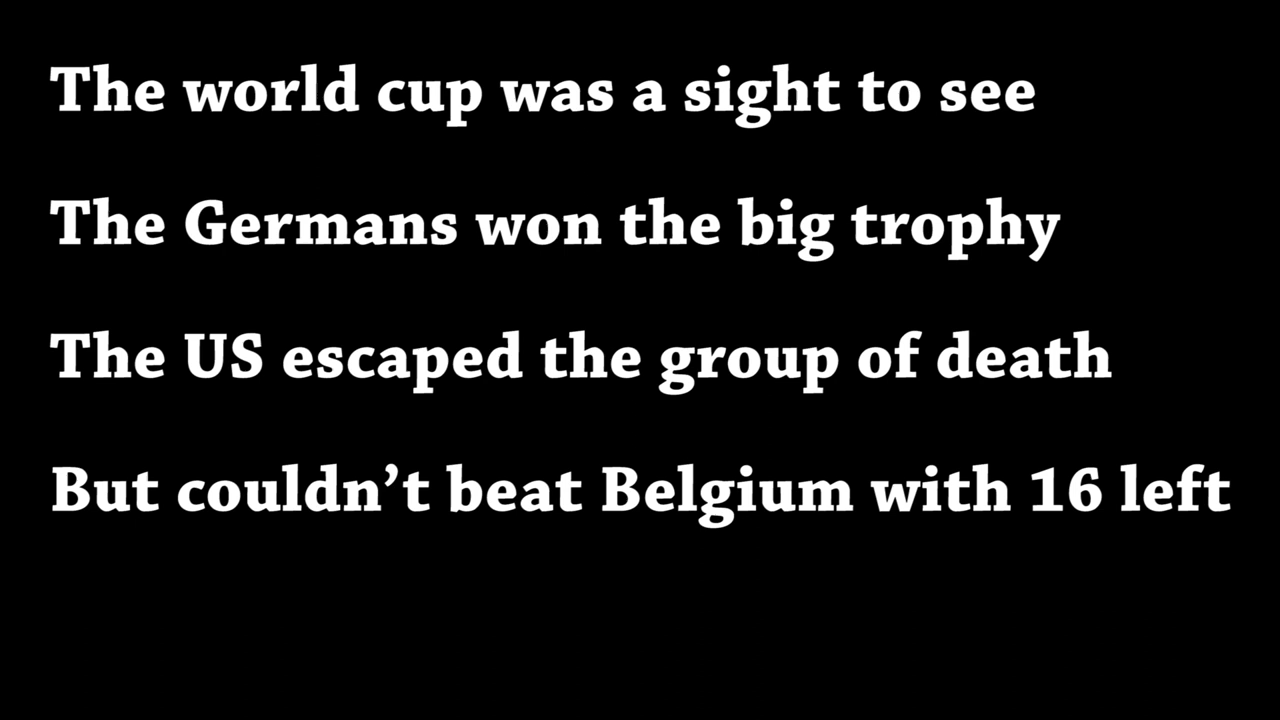 The world cup was a sight to see
The Germans won the big trophy
The US escaped the group of death
But couldn’t beat Belgium with 16 left